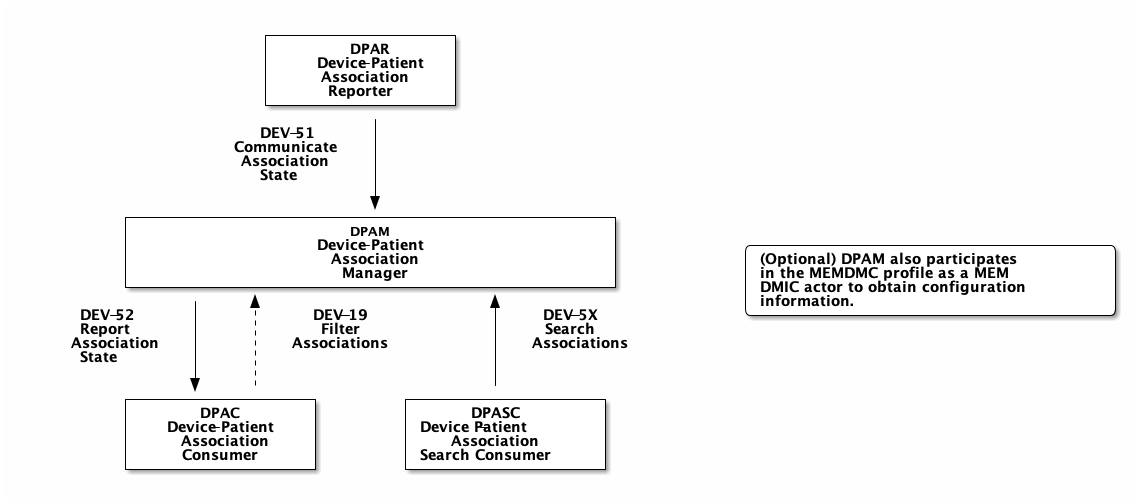 DPAR
Device-Patient
Association
Reporter
DEV-51
Communicate
Association
State
DPAM
Device-Patient
Association
Manager
(Optional) DPAM also participates
in the MEMDMC profile as a MEM
DMIC actor to obtain configuration
information.
DEV-52
Report
Association
State
DEV-19
Filter
Associations
DEV-5X
Search
Associations
DPAC
Device-Patient
Association
Consumer
DPASC
Device Patient
Association
Search Consumer